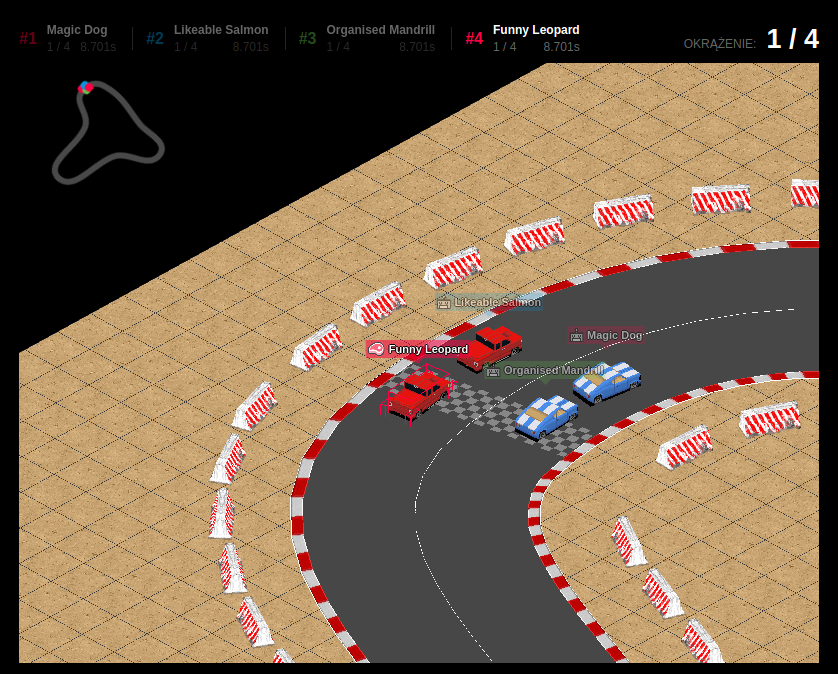 #1 Magic Dog
1 / 4 8.701s
#2 Likeable Salmon
1 / 4 8.701s
#3 Organised Mandrill
1 / 4 8.701s
#4 Funny Leopard
1 / 4 8.701s
OKRĄŻENIE: 1 / 4
Likeable Salmon
Magic Dog
Funny Leopard
Organised Mandrill